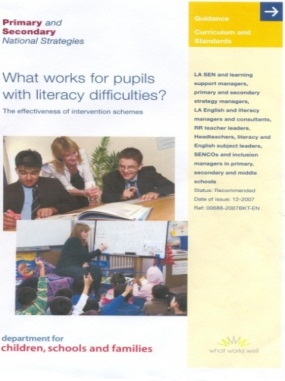 Primary and
Secondary
National Strategies
What works for pupils
with literacy difficulties?
The effectiveness of intervention schemes
Guidance
Curriculum and
Standards
LA SEN and learning
support managers,
primary and secondary
strategy managers,
LA English and literacy
managers and consultants,
RR teacher leaders.
Headteachers, literacy and
English subject leaders,
SENCOs and inclusion
managers in primary,
secondary and middle
schools
Status: Recommended
Date of issue: 12-2007
Ref: 00688-2007BKT-EN
department for
children, schools and families
what works well